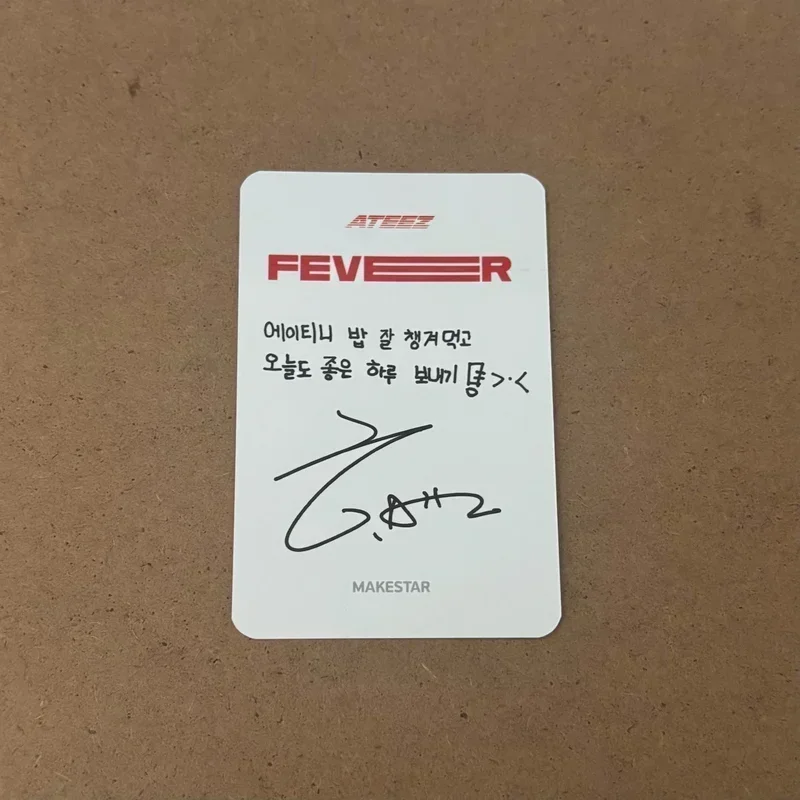 ATEEZ
FEVER
에이티니 밥 잘 챙겨먹고
오늘도 좋은 하루 보내기 >.<
MAKESTAR